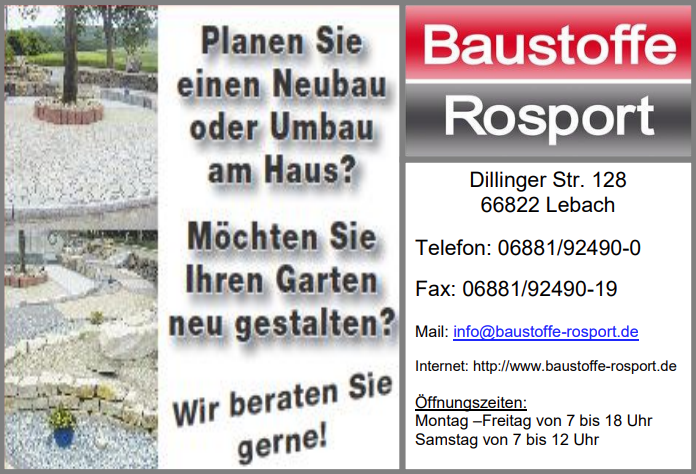 Planen Sie
einen Neubau
oder Umbau
am Haus?
Möchten Sie
Ihren Garten
neu gestalten?
Wir beraten Sie
gerne!
Baustoffe
Rosport
Dillinger Str. 128
66822 Lebach
Telefon: 06881/92490-0
Fax: 06881/92490-19
Mail: info@baustoffe-rosport.de
Internet: http://www.baustoffe-rosport.de
Öffnungszeiten:
Montag –Freitag von 7 bis 18 Uhr
Samstag von 7 bis 12 Uhr